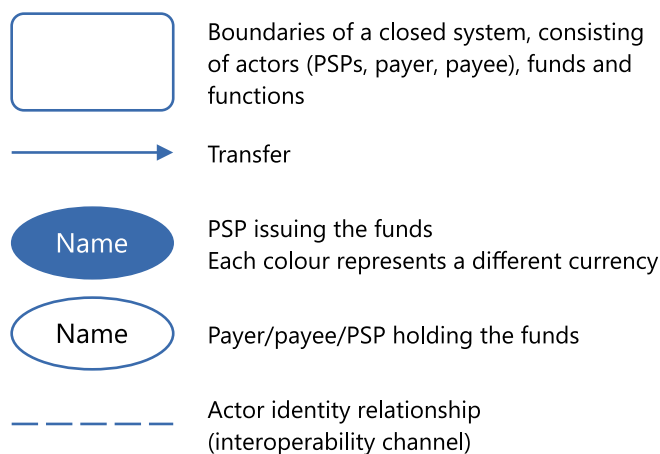 Boundaries of a closed system, consisting
of actors (PSPs, payer, payee), funds and
functions
Transfer
Name
PSP issuing the funds
Each colour represents a different currency
Name
Payer/payee/PSP holding the funds
Actor identity relationship
(interoperability channel)